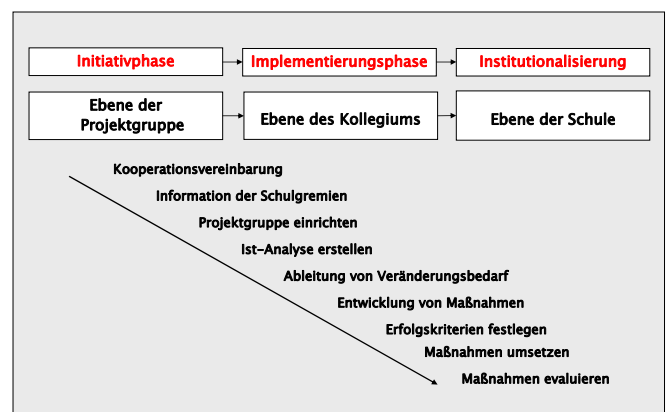 Initiativphase
Implementierungsphase
Institutionalisierung
Ebene der
Projektgruppe
Ebene des Kollegiums
Ebene der Schule
Kooperationsvereinbarung
Information der Schulgremien
Projektgruppe einrichten
Ist-Analyse erstellen
Ableitung von Veränderungsbedarf
Entwicklung von Maßnahmen
Erfolgskriterien festlegen
Maßnahmen umsetzen
Maßnahmen evaluieren